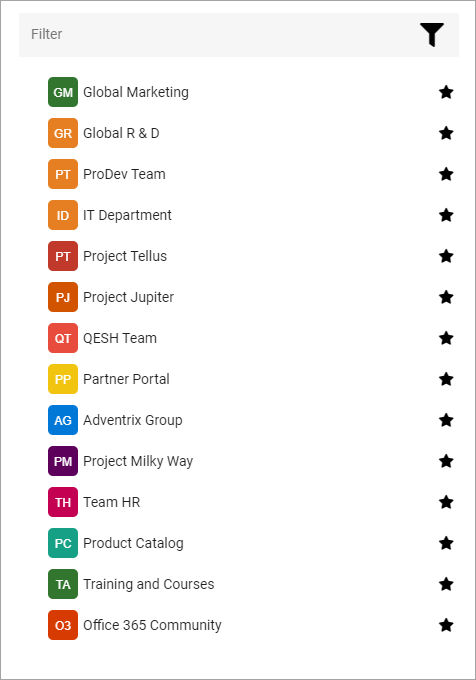 Filter
GM Global Marketing
GR Global R & D
PT ProDev Team
ID IT Department
PT Project Tellus
PJ Project Jupiter
QT QESH Team
PP Partner Portal
AG Adventrix Group
PM Project Milky Way
TH Team HR
PC Product Catalog
TA Training and Courses
O3 Office 365 Community